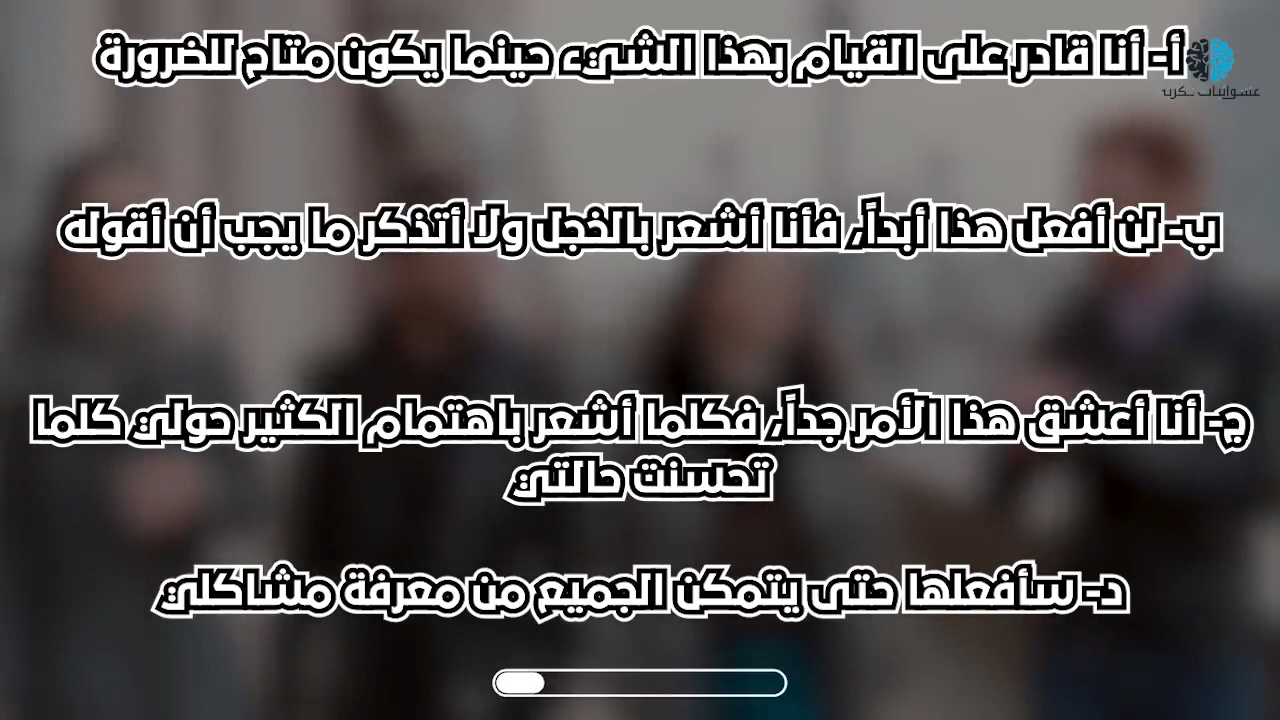 أ- أنا قادر على القيام بهذا الشيء حينما يكون متاح للضرورة
عشوائيات فكرية
ب- لن أفعل هذا أبداً، فأنا أشعر بالخجل ولا أتذكر ما يجب أن أقوله
ج- أنا أعشق هذا الأمر جداً، فكلما أشعر باهتمام الكثير حولي كلما
تحسنت حالتي
د- سأفعلها حتى يتمكن الجميع من معرفة مشاكلي